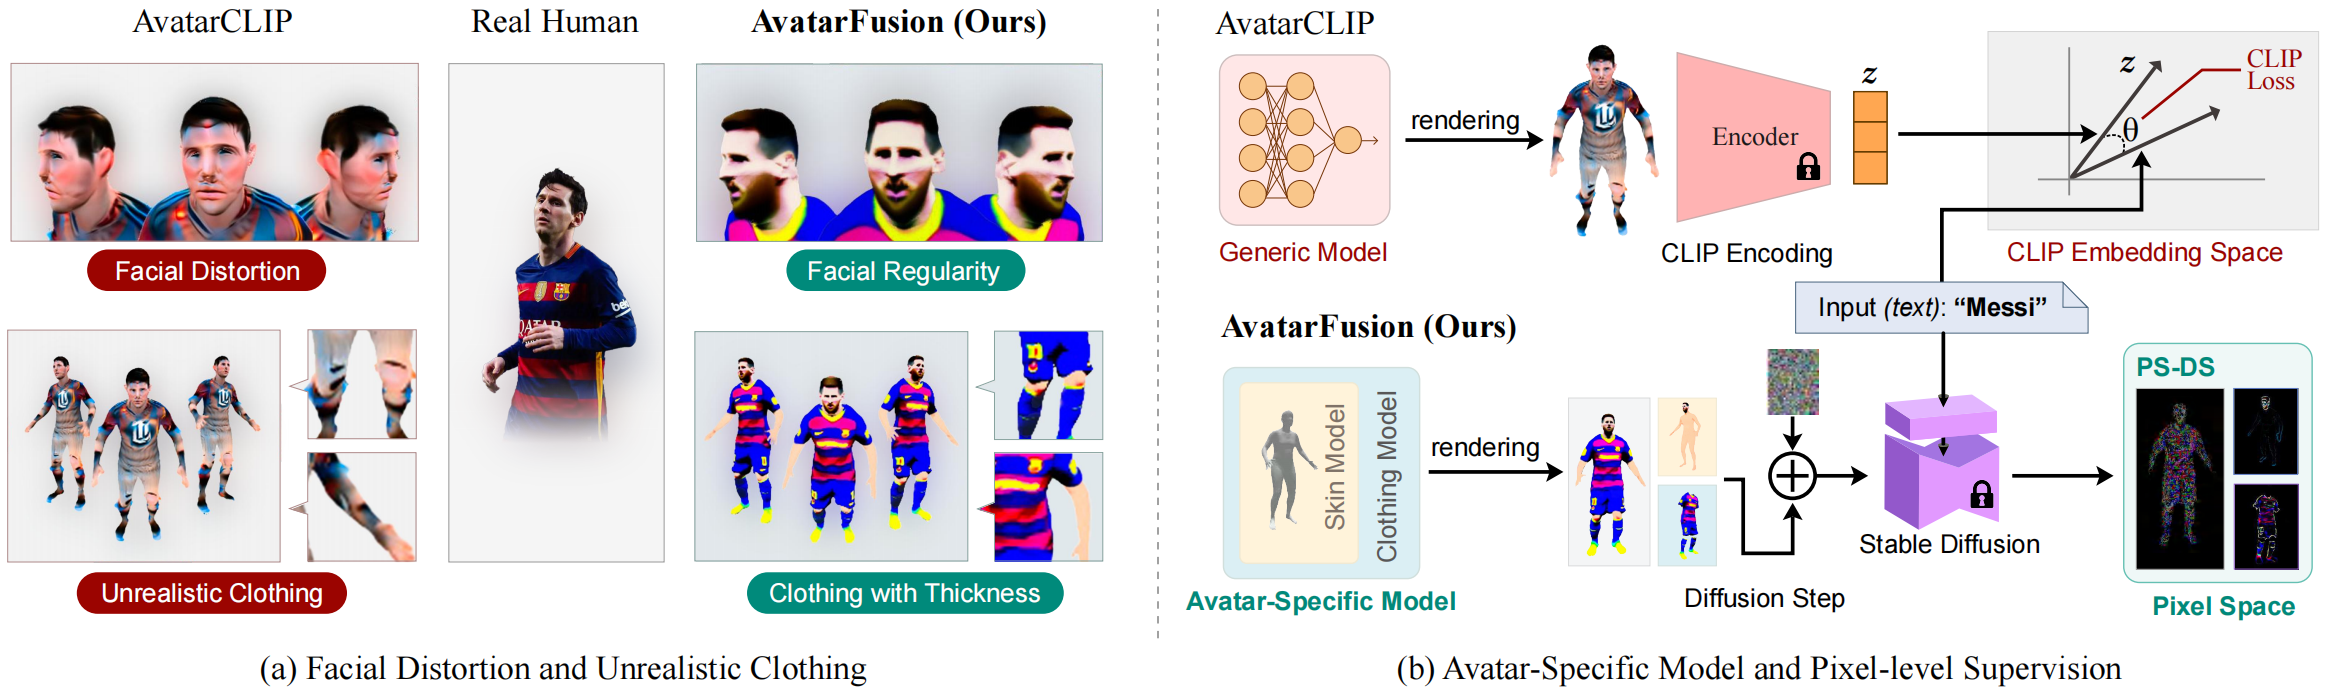 AvatarCLIP
Real Human
AvatarFusion (Ours)
Facial Distortion
Facial Regularity
Unrealistic Clothing
Clothing with Thickness
(a) Facial Distortion and Unrealistic Clothing
AvatarCLIP
rendering
Generic Model
Encoder
CLIP Encoding
z
z
θ
CLIP
Loss
CLIP Embedding Space
Input (text): “Messi”
AvatarFusion (Ours)
Skin Model
Clothing Model
Avatar-Specific Model
rendering
Diffusion Step
Stable Diffusion
PS-DS
Pixel Space
(b) Avatar-Specific Model and Pixel-level Supervision